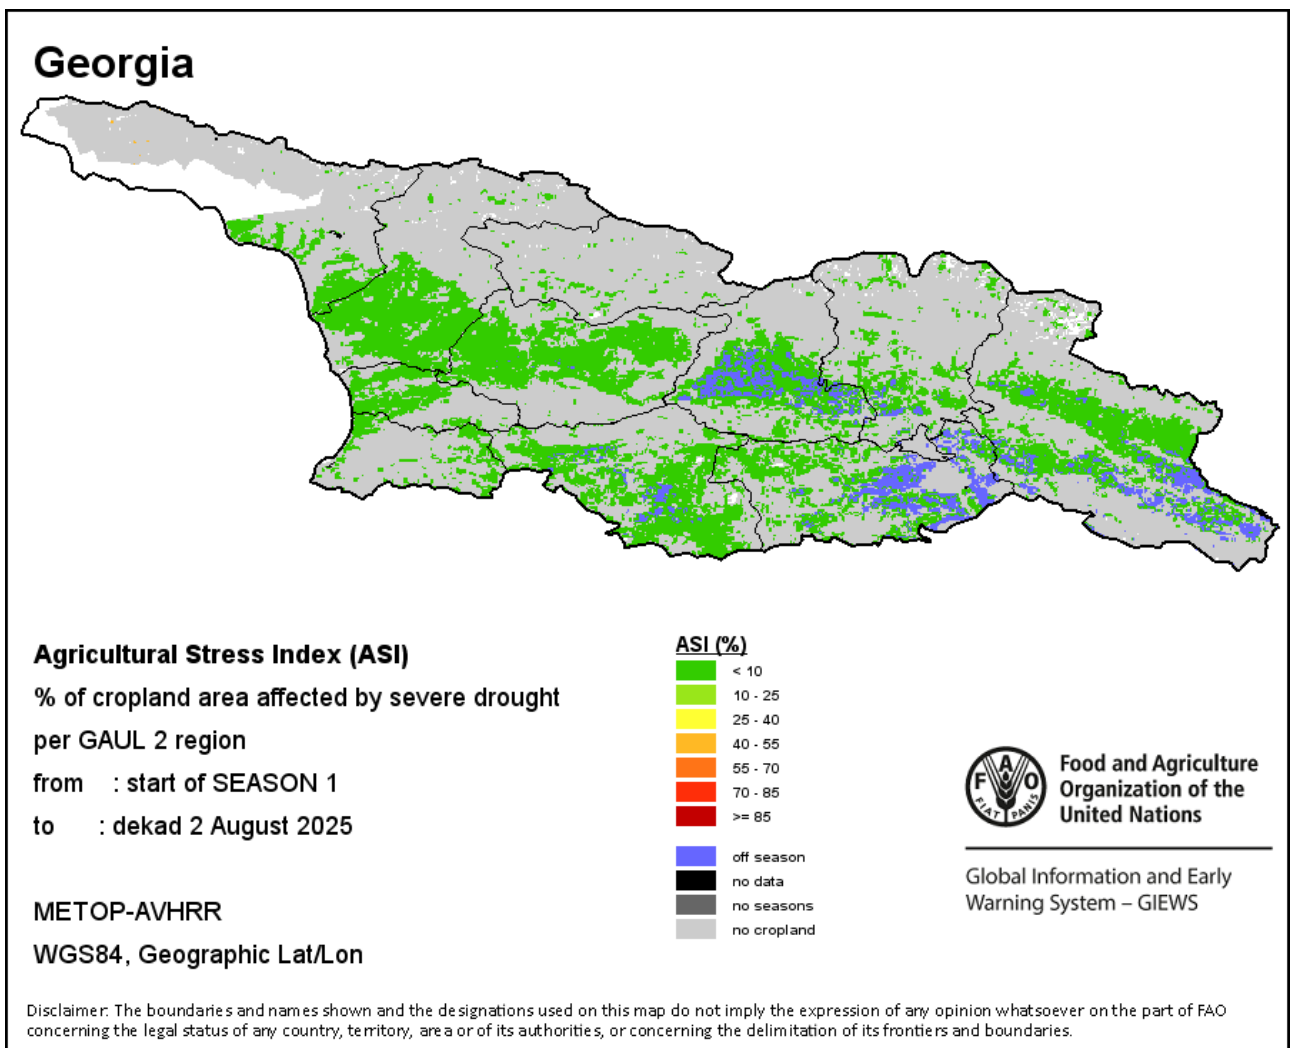 Georgia
Agricultural Stress Index (ASI)
% of cropland area affected by severe drought
per GAUL 2 region
from : start of SEASON 1
to : dekad 2 August 2025
METOP-AVHRR
WGS84, Geographic Lat/Lon
ASI (%)
< 10
10 - 25
25 - 40
40 - 55
55 - 70
70 - 85
>= 85
off season
no data
no seasons
no cropland
F A O
FIAT PANIS
Food and Agriculture
Organization of the
United Nations
Global Information and Early
Warning System – GIEWS
Disclaimer: The boundaries and names shown and the designations used on this map do not imply the expression of any opinion whatsoever on the part of FAO
concerning the legal status of any country, territory, area or of its authorities, or concerning the delimitation of its frontiers and boundaries.